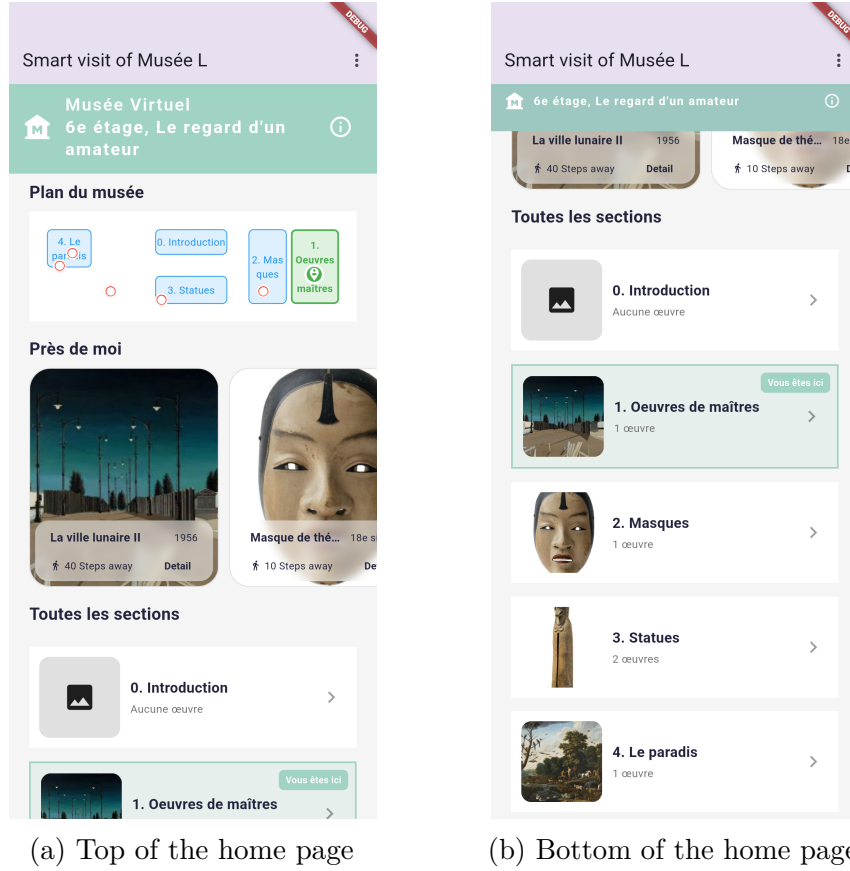 DEBUG
Smart visit of Musée L
M
Musée Virtuel
6e étage, Le regard d'un
amateur
Plan du musée
4. Le
0. Introduction
2. Mas
ques
1.
Oeuvres
maîtres
3. Statues
Près de moi
La ville lunaire II 1956
40 Steps away Detail
Masque de thé... 18e si
10 Steps away De
Toutes les sections
0. Introduction
Aucune œuvre
Vous êtes ici
1. Oeuvres de maîtres
(a) Top of the home page
DEBUG
Smart visit of Musée L
M
6e étage, Le regard d'un amateur
La ville lunaire II 1956
40 Steps away Detail
Masque de thé... 18e
10 Steps away
Toutes les sections
0. Introduction
Aucune œuvre
Vous êtes ici
1. Oeuvres de maîtres
1 œuvre
2. Masques
1 œuvre
3. Statues
2 œuvres
4. Le paradis
1 œuvre
(b) Bottom of the home page